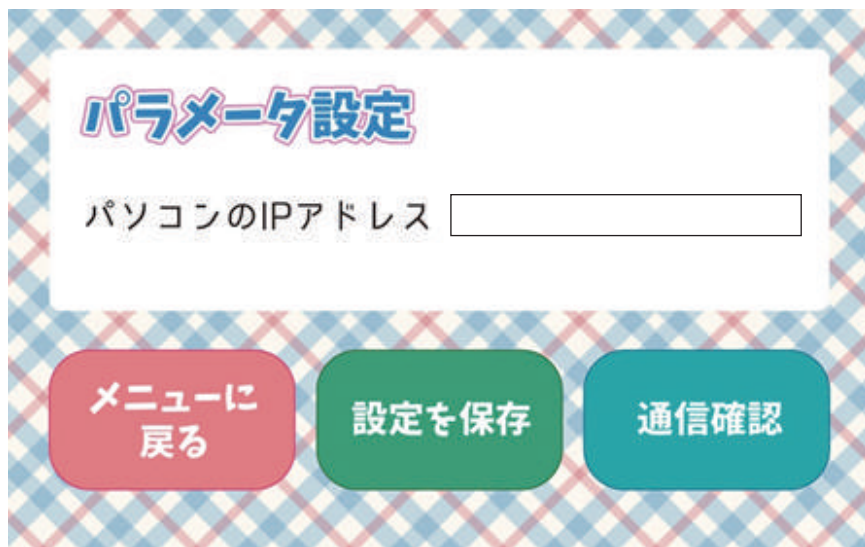 パラメータ設定
パソコンのIPアドレス
メニューに
戻る
設定を保存
通信確認